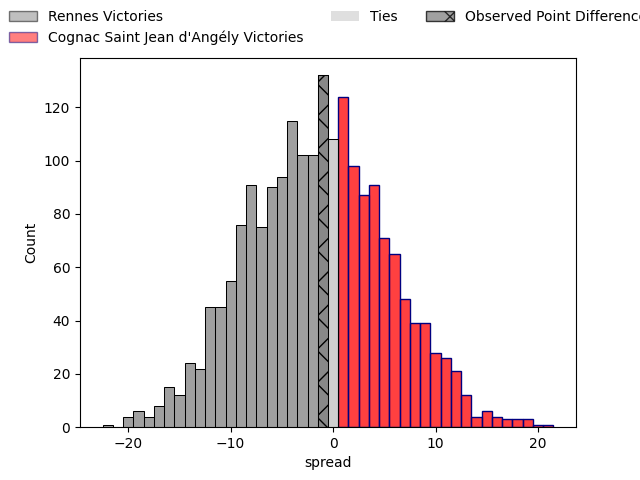 Rennes Victories
Ties
Observed Point Difference
Cognac Saint Jean d'Angély Victories
120
100
80
60
40
20
0
Count
−20
−10
0
10
20
spread